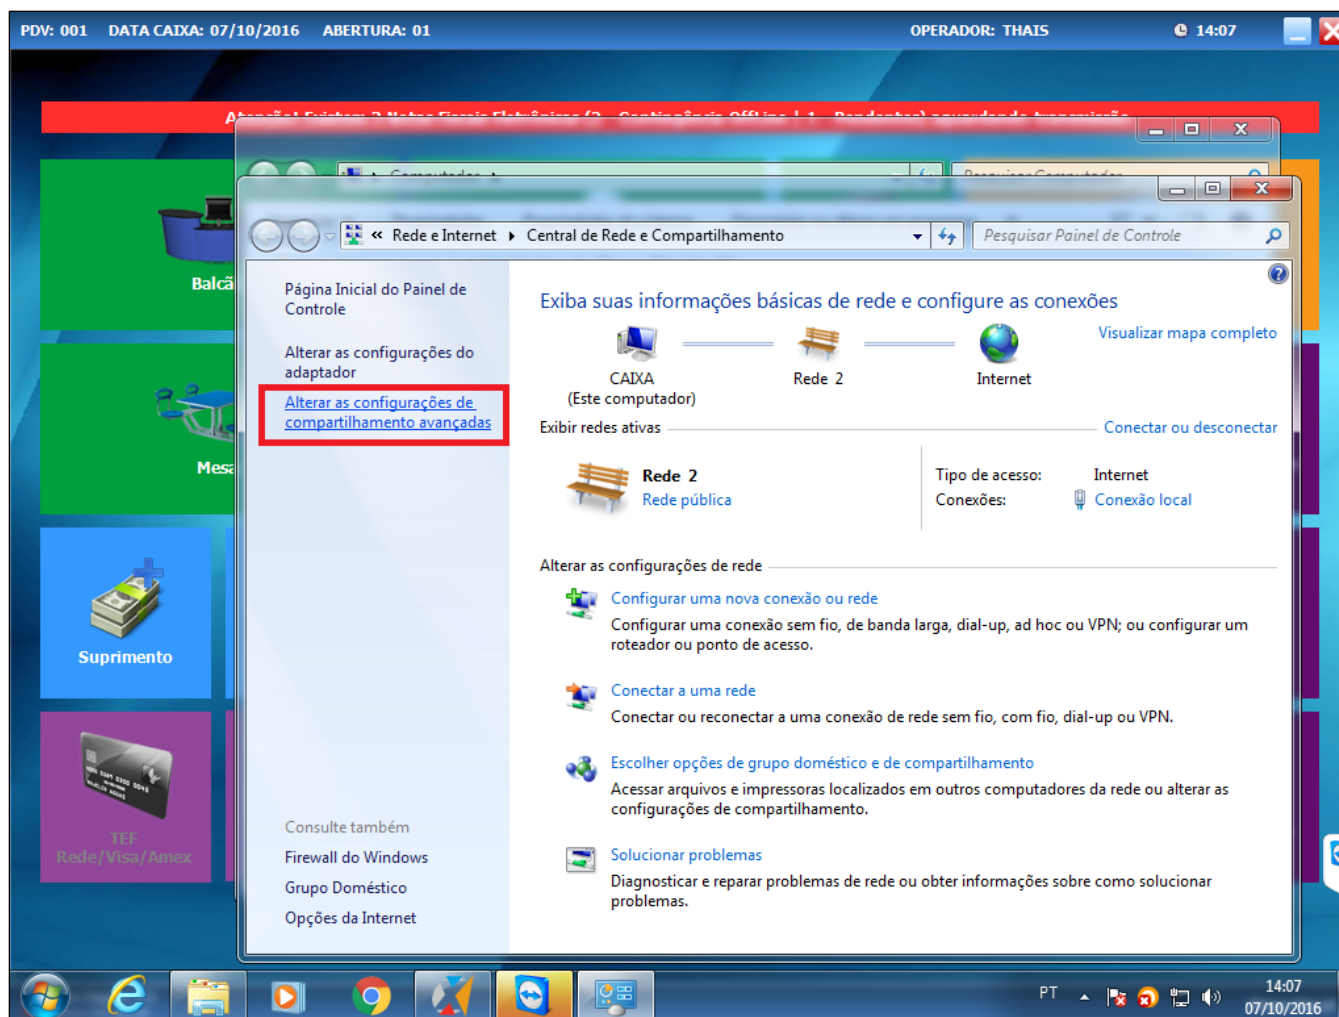 PDV: 001 DATA CAIXA: 07/10/2016 ABERTURA: 01 OPERADOR: THAIS 14:07
Rede e Internet Central de Rede e Compartilhamento Pesquisar Painel de Controle
Balcã
Mesa
Suprimento
TEF
Rede/Visa/Amex
Página Inicial do Painel de
Controle
Alterar as configurações do
adaptador
Alterar as configurações de
compartilhamento avançadas
Consulte também
Firewall do Windows
Grupo Doméstico
Opções da Internet
Exiba suas informações básicas de rede e configure as conexões
Visualizar mapa completo
CAIXA Rede 2 Internet
(Este computador)
Exibir redes ativas Conectar ou desconectar
Rede 2
Rede pública
Tipo de acesso: Internet
Conexões: Conexão local
Alterar as configurações de rede
Configurar uma nova conexão ou rede
Configurar uma conexão sem fio, de banda larga, dial-up, ad hoc ou VPN; ou configurar um
roteador ou ponto de acesso.
Conectar a uma rede
Conectar ou reconectar a uma conexão de rede sem fio, com fio, dial-up ou VPN.
Escolher opções de grupo doméstico e de compartilhamento
Acessar arquivos e impressoras localizados em outros computadores da rede ou alterar as
configurações de compartilhamento.
Solucionar problemas
Diagnosticar e reparar problemas de rede ou obter informações sobre como solucionar
problemas.
PT 14:07
07/10/2016